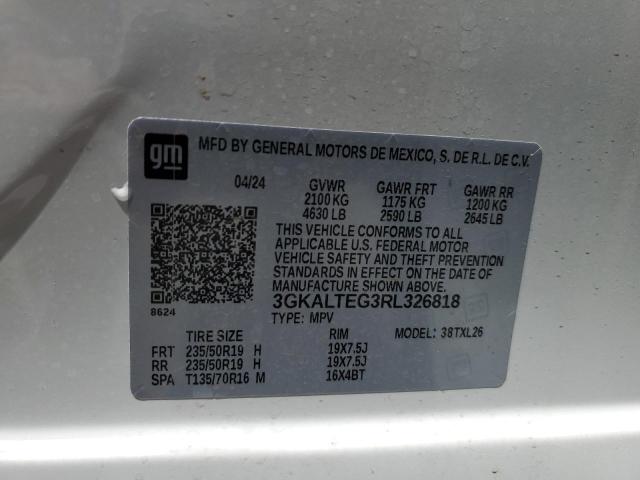 gm
MFD BY GENERAL MOTORS DE MEXICO, S. DE R.L. DE C.V.
04/24 GVWR GAWR FRT GAWR RR
2100 KG 1175 KG 1200 KG
4630 LB 2590 LB 2645 LB
THIS VEHICLE CONFORMS TO ALL
APPLICABLE U.S. FEDERAL MOTOR
VEHICLE SAFETY AND THEFT PREVENTION
STANDARDS IN EFFECT ON THE DATE OF
MANUFACTURE SHOWN ABOVE.
3GKALTEG3RL326818
8624
TYPE: MPV MODEL: 38TXL26
TIRE SIZE RIM
FRT 235/50R19 H 19X7.5J
RR 235/50R19 H 19X7.5J
SPA T135/70R16 M 16X4BT